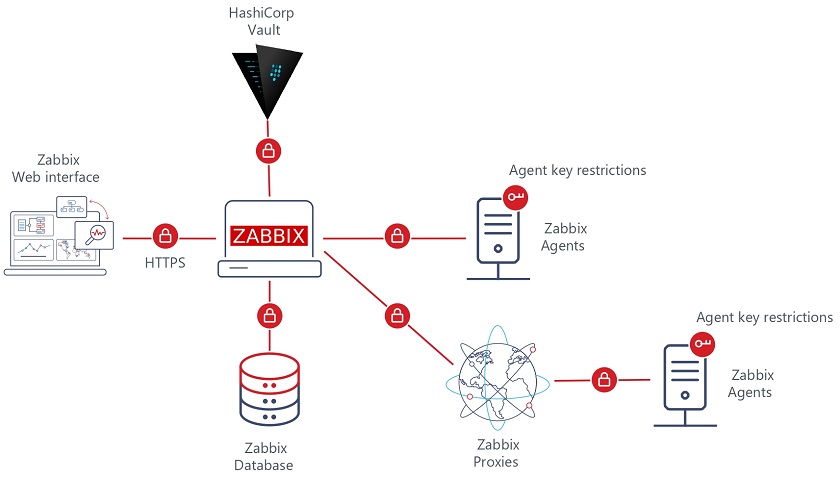 HashiCorp
Vault
Agent key restrictions
Zabbix
Web interface
ZABBIX
Zabbix
Agents
HTTPS
Agent key restrictions
Zabbix
Agents
Zabbix
Database
Zabbix
Proxies